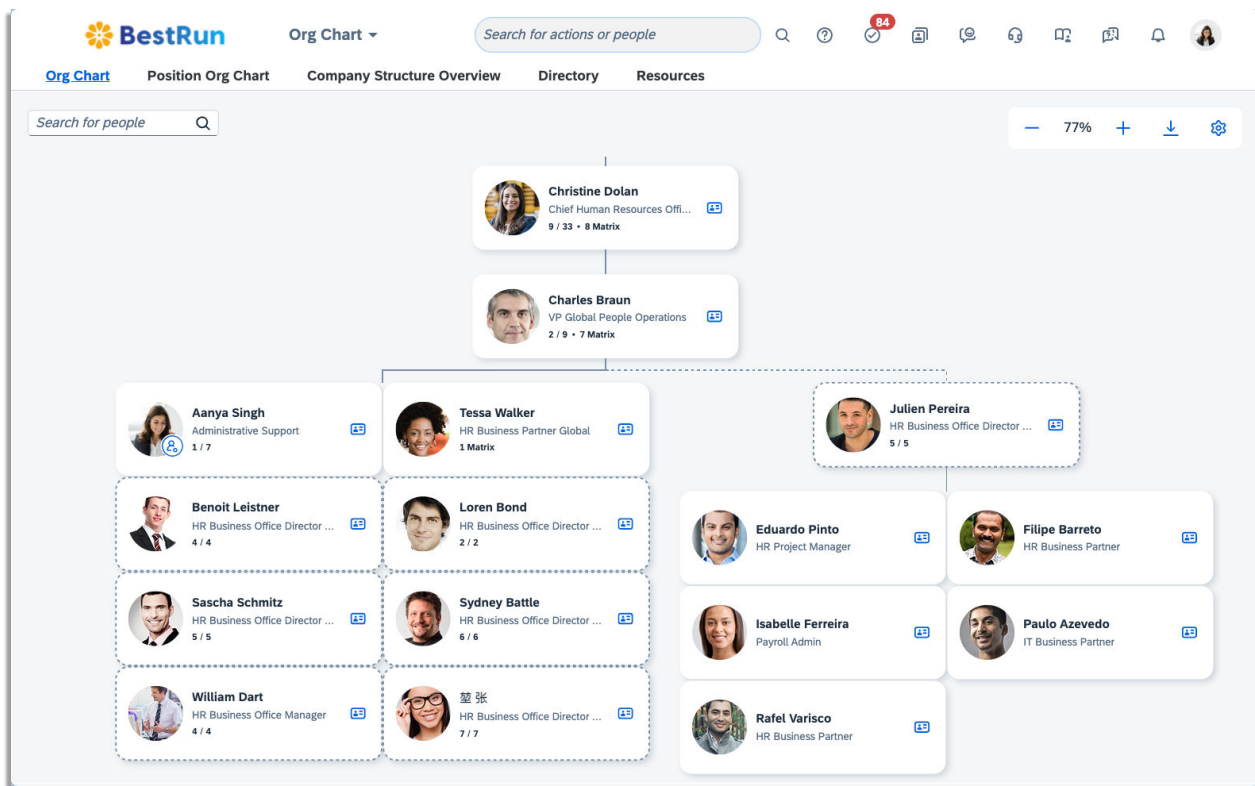 BestRun
Org Chart
Search for actions or people
84
Org Chart
Position Org Chart
Company Structure Overview
Directory
Resources
Search for people
77%
Christine Dolan
Chief Human Resources Offi...
9 / 33 • 8 Matrix
Charles Braun
VP Global People Operations
2 / 9 • 7 Matrix
Aanya Singh
Administrative Support
1 / 7
Tessa Walker
HR Business Partner Global
1 Matrix
Julien Pereira
HR Business Office Director ...
5 / 5
Benoit Leistner
HR Business Office Director ...
4 / 4
Loren Bond
HR Business Office Director ...
2 / 2
Eduardo Pinto
HR Project Manager
Filipe Barreto
HR Business Partner
Sascha Schmitz
HR Business Office Director ...
5 / 5
Sydney Battle
HR Business Office Director ...
6 / 6
Isabelle Ferreira
Payroll Admin
Paulo Azevedo
IT Business Partner
William Dart
HR Business Office Manager
4 / 4
堃 张
HR Business Office Director ...
7 / 7
Rafel Varisco
HR Business Partner